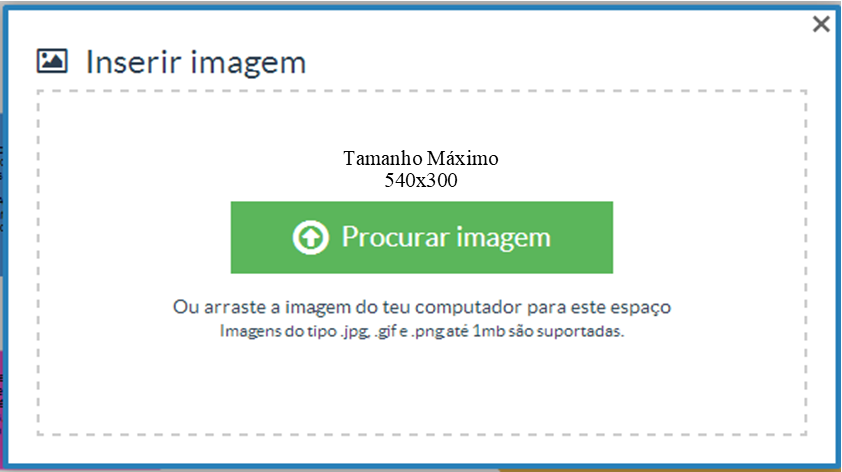 Inserir imagem
Tamanho Máximo
540x300
Procurar imagem
Ou arraste a imagem do teu computador para este espaço
Imagens do tipo .jpg, .gif e .png até 1mb são suportadas.